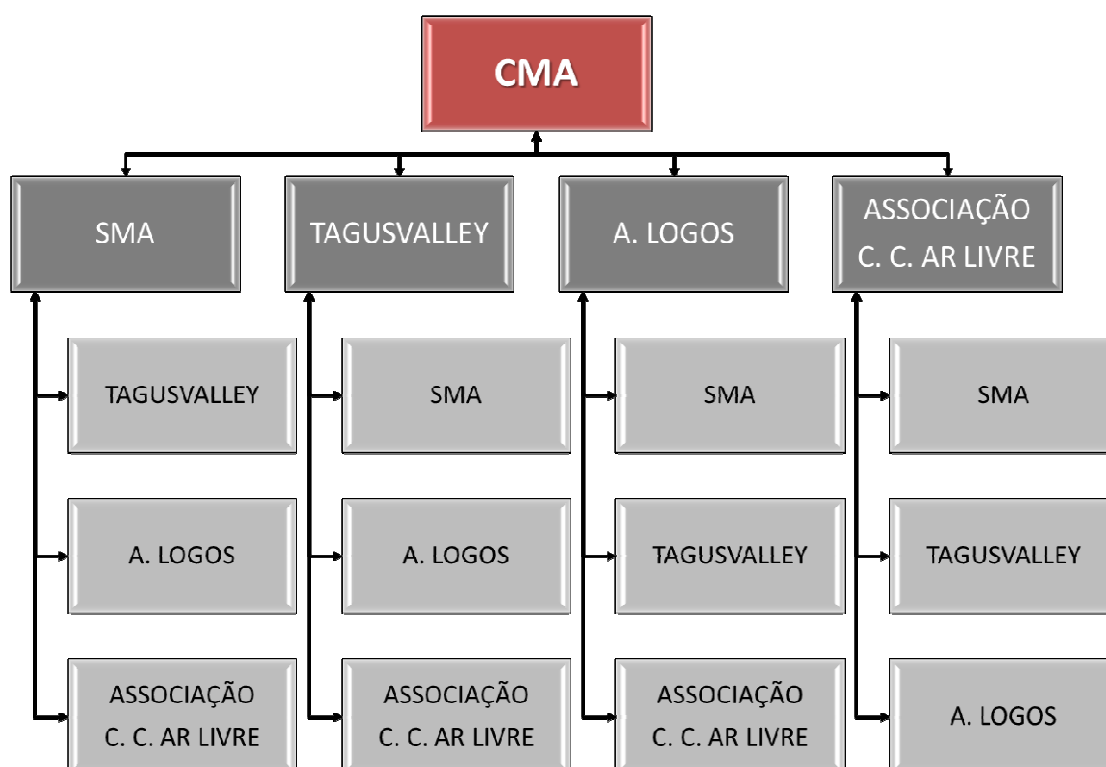 CMA
SMA
TAGUSVALLEY
A. LOGOS
ASSOCIAÇÃO
C. C. AR LIVRE
TAGUSVALLEY
SMA
SMA
SMA
A. LOGOS
A. LOGOS
TAGUSVALLEY
TAGUSVALLEY
ASSOCIAÇÃO
C. C. AR LIVRE
ASSOCIAÇÃO
C. C. AR LIVRE
ASSOCIAÇÃO
C. C. AR LIVRE
A. LOGOS